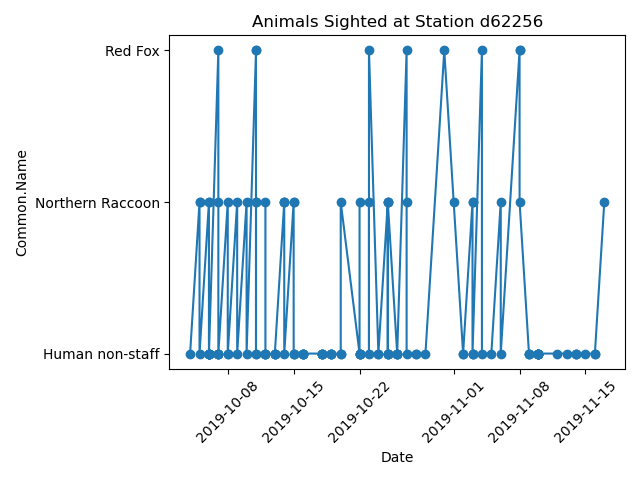 Animals Sighted at Station d62256
Red Fox
Northern Raccoon
Human non-staff
Common.Name
2019-10-08
2019-10-15
2019-10-22
2019-11-01
2019-11-08
2019-11-15
Date